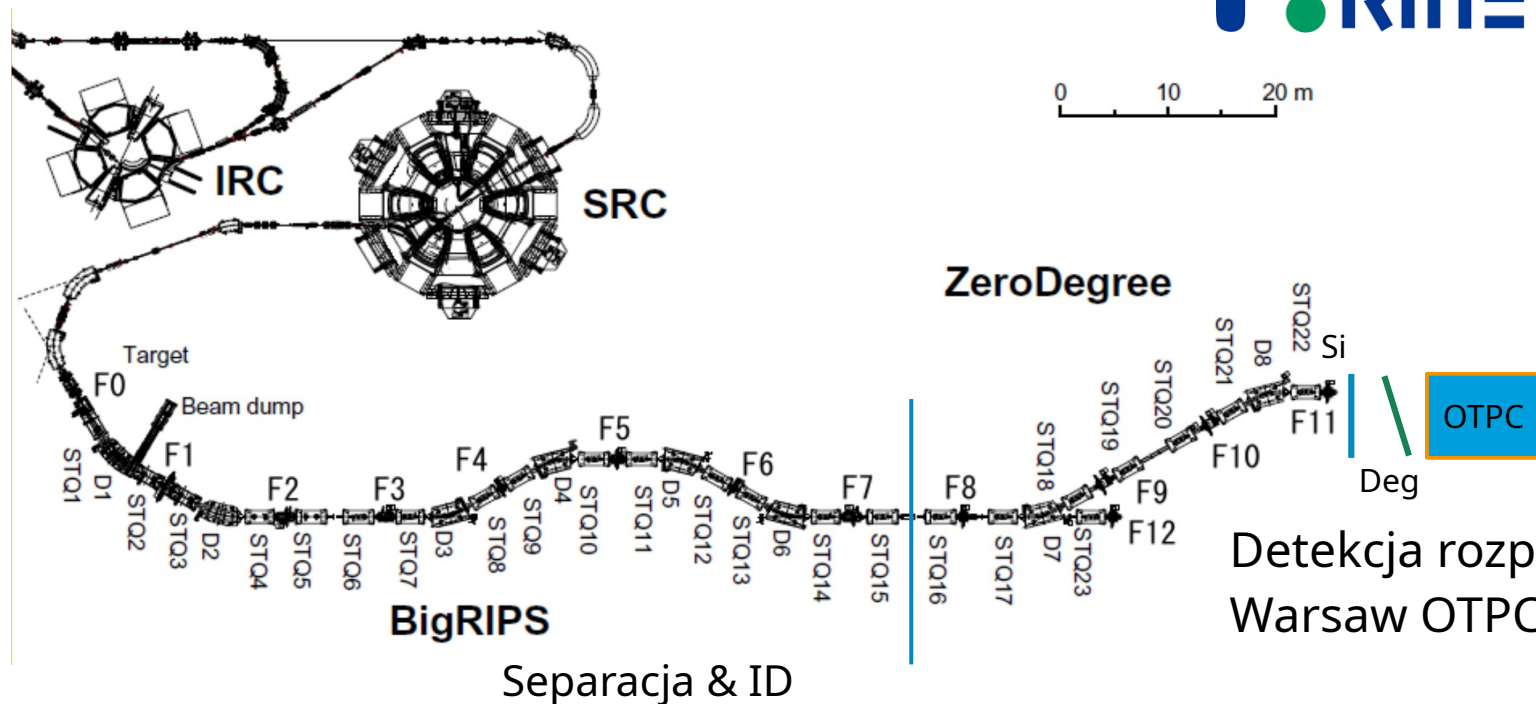 0 10 20 m
IRC
SRC
ZeroDegree
Target
F0
Beam dump
STQ1
D1
STQ2
F1
STQ3
D2
F2
STQ4
STQ5
STQ6
F3
STQ7
D3
F4
STQ8
STQ9
D4
STQ10
F5
STQ11
D5
STQ12
F6
STQ13
D6
STQ14
F7
STQ15
STQ16
F8
STQ17
STQ18
D7
STQ23
F12
STQ19
F9
STQ20
F10
STQ21
D8
STQ22
F11
Si
Deg
OTPC
BigRIPS
Separacja & ID
Detekcja rozp
Warsaw OTPC